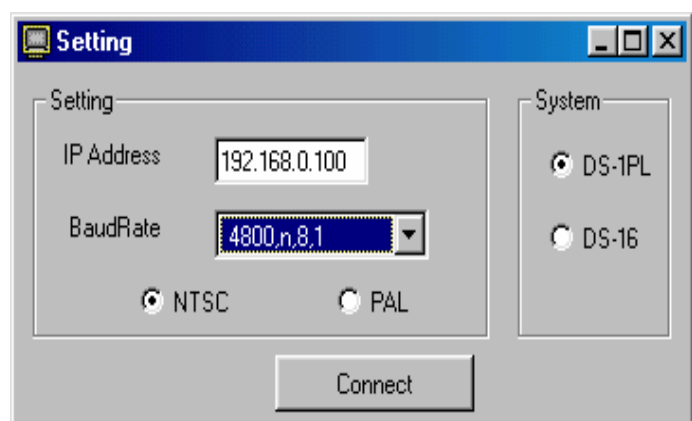 Setting
Setting
IP Address
192.168.0.100
BaudRate
4800,n,8,1
NTSC
PAL
System
DS-1PL
DS-16
Connect